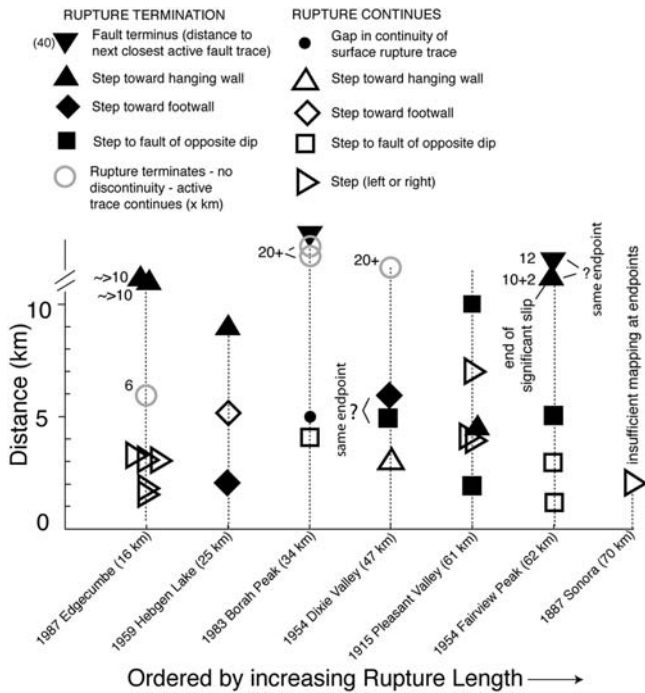 RUPTURE TERMINATION
(40)
Fault terminus (distance to
next closest active fault trace)
Step toward hanging wall
Step toward footwall
Step to fault of opposite dip
Rupture terminates - no
discontinuity - active
trace continues (x km)
RUPTURE CONTINUES
Gap in continuity of
surface rupture trace
Step toward hanging wall
Step toward footwall
Step to fault of opposite dip
Step (left or right)
Distance (km)
10
5
0
~>10
~>10
6
20+
20+
?
same endpoint
12
10+2
?
same endpoint
end of
significant slip
insufficient mapping at endpoints
1987 Edgecumbe (16 km)
1959 Hebgen Lake (25 km)
1983 Borah Peak (34 km)
1954 Dixie Valley (47 km)
1915 Pleasant Valley (61 km)
1954 Fairview Peak (62 km)
1887 Sonora (70 km)
Ordered by increasing Rupture Length